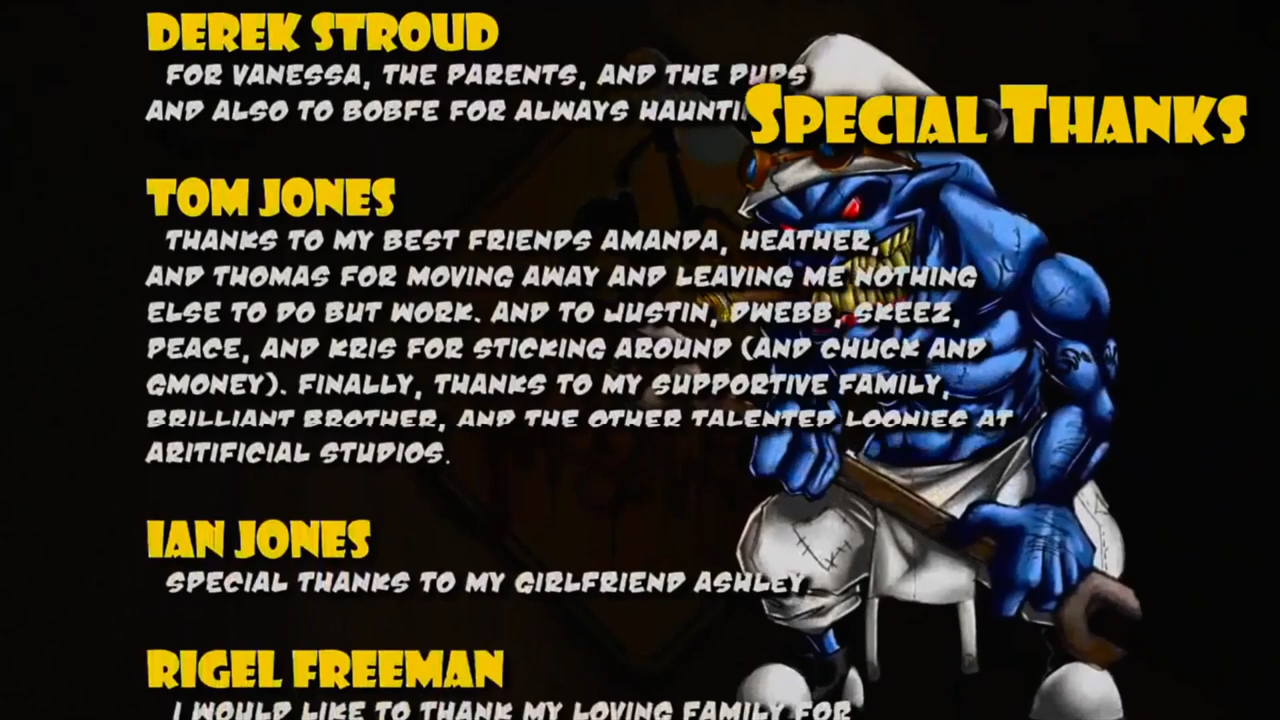 DEREK STROUD
FOR VANESSA, THE PARENTS, AND THE PUPS
AND ALSO TO BOBFE FOR ALWAYS
SPECIAL THANKS
TOM JONES
THANKS TO MY BEST FRIENDS AMANDA, HEATHER,
AND THOMAS FOR MOVING AWAY AND LEAVING ME NOTHING
ELSE TO DO BUT WORK. AND TO JUSTIN, DWEBB, SKEEZ,
PEACE, AND KRIS FOR STICKING AROUND (AND CHUCK AND
GMONEY). FINALLY, THANKS TO MY SUPPORTIVE FAMILY,
BRILLIANT BROTHER, AND THE OTHER TALENTED LOONIES AT
ARITIFICIAL STUDIOS.
IAN JONES
SPECIAL THANKS TO MY GIRLFRIEND ASHLEY.
RIGEL FREEMAN
I WOULD LIKE TO THANK MY LOVING FAMILY FOR